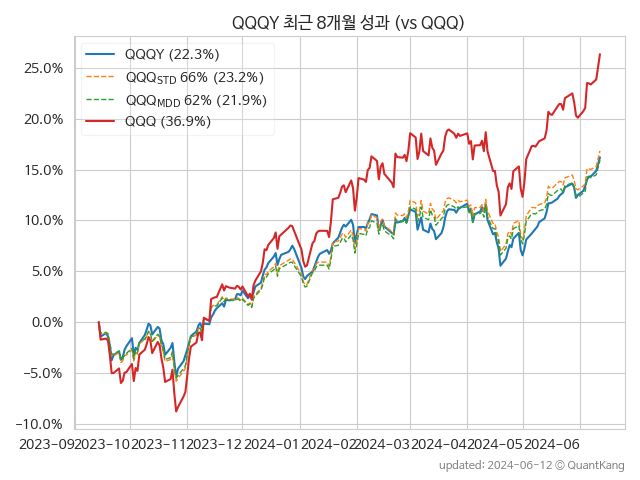 QQQY 최근 8개월 성과 (vs QQQ)
QQQY (22.3%)
QQQSTD 66% (23.2%)
QQQMDD 62% (21.9%)
QQQ (36.9%)
25.0%
20.0%
15.0%
10.0%
5.0%
0.0%
−5.0%
−10.0%
2023-09 2023-10 2023-11 2023-12 2024-01 2024-02 2024-03 2024-04 2024-05 2024-06
updated: 2024-06-12 © QuantKang